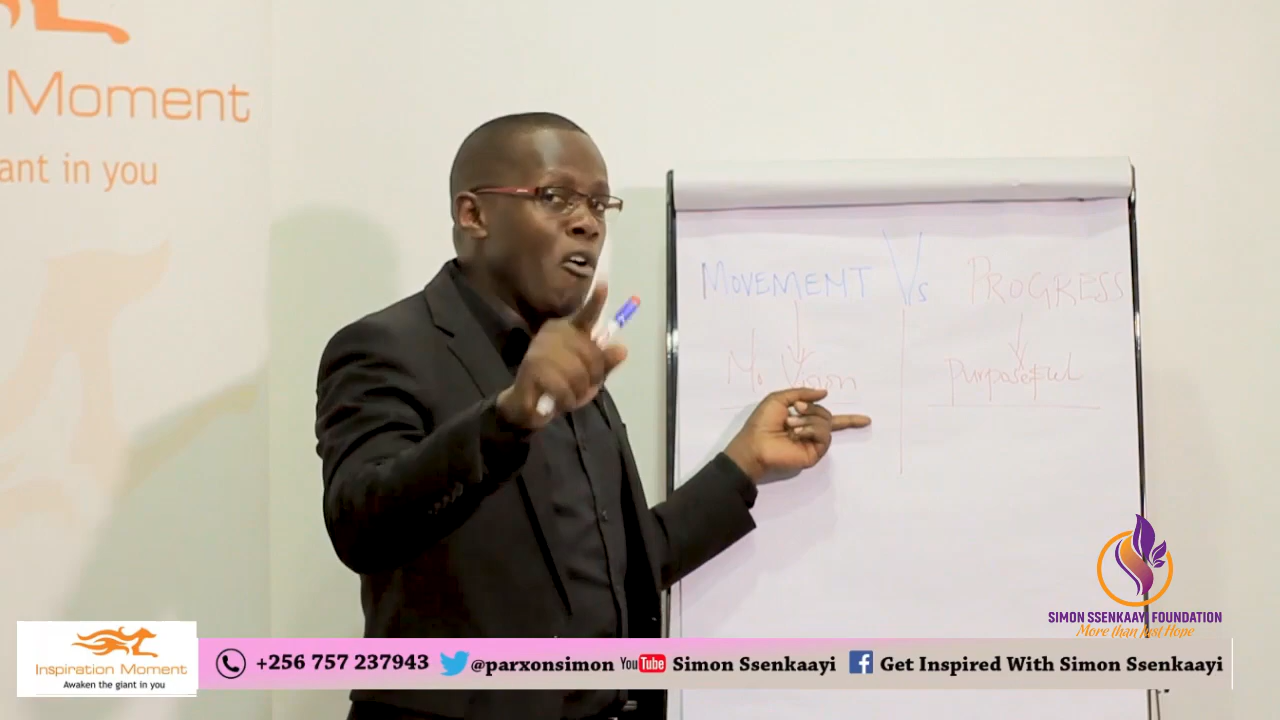 Moment
ant in you
MOVEMENT Vs PROGRESS
No Vision
Purposeful
SIMON SSENKAAYI FOUNDATION
More than Just Hope
Inspiration Moment
Awaken the giant in you
+256 757 237943 @parxonsimon YouTube Simon Ssenkaayi Get Inspired With Simon Ssenkaayi